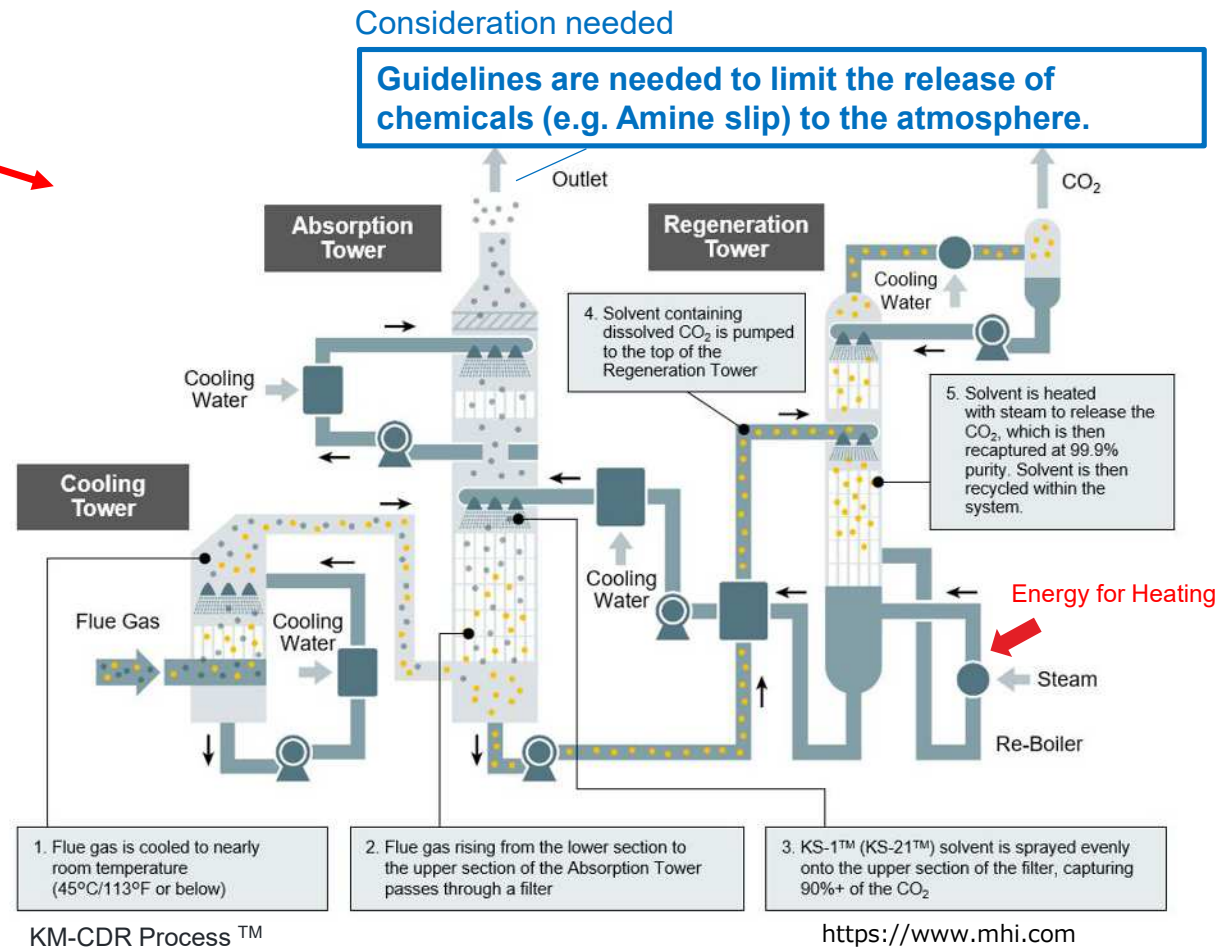 Consideration needed
Guidelines are needed to limit the release of
chemicals (e.g. Amine slip) to the atmosphere.
Outlet
CO₂
Absorption
Tower
Regeneration
Tower
Cooling
Water
4. Solvent containing
dissolved CO₂ is pumped
to the top of the
Regeneration Tower
Cooling
Water
5. Solvent is heated
with steam to release the
CO₂, which is then
recaptured at 99.9%
purity. Solvent is then
recycled within the
system.
Cooling
Tower
Flue Gas
Cooling
Water
Cooling
Water
Energy for Heating
Steam
Re-Boiler
1. Flue gas is cooled to nearly
room temperature
(45ºC/113ºF or below)
2. Flue gas rising from the lower section to
the upper section of the Absorption Tower
passes through a filter
3. KS-1™ (KS-21™) solvent is sprayed evenly
onto the upper section of the filter, capturing
90%+ of the CO₂
KM-CDR Process ™
https://www.mhi.com